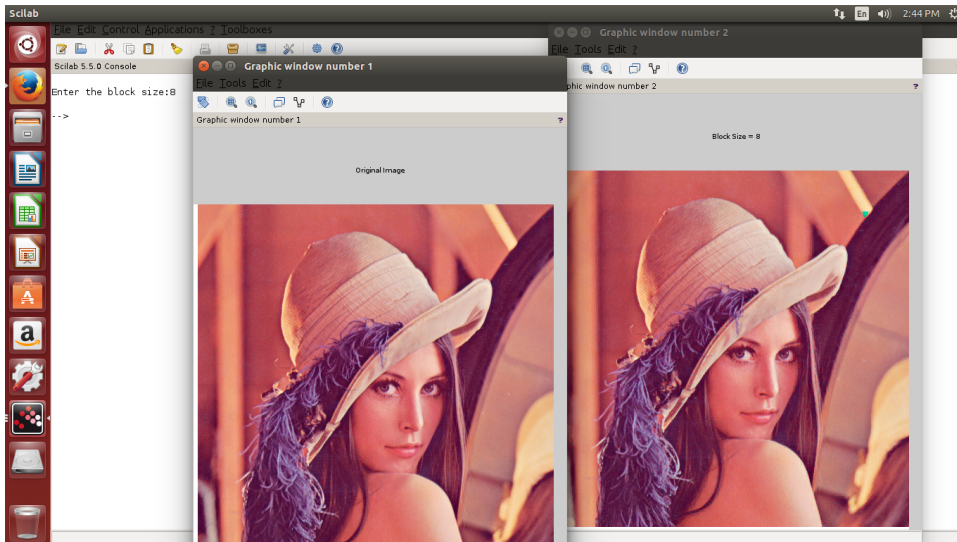 Scilab
En 2:44 PM
File Edit Control Applications ? Toolboxes
Scilab 5.5.0 Console
Enter the block size:8
-->
Graphic window number 1
File Tools Edit ?
Graphic window number 1 ?
Original Image
Graphic window number 2
File Tools Edit ?
phic window number 2 ?
Block Size = 8